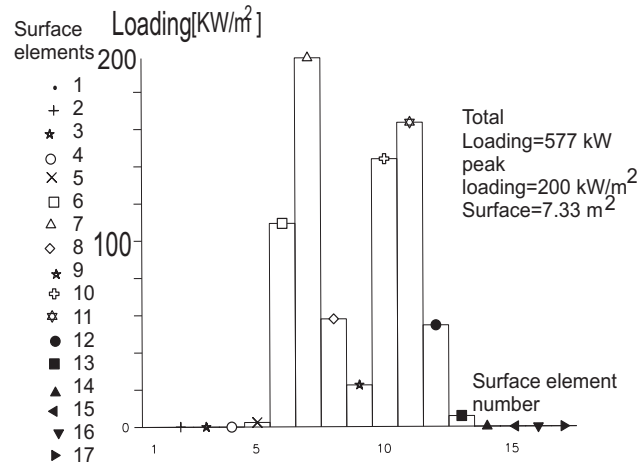 Loading[KW/m²]
Surface
elements
1
2
3
4
5
6
7
8
9
10
11
12
13
14
15
16
17
200
100
0
Total
Loading=577 kW
peak
loading=200 kW/m²
Surface=7.33 m²
Surface element
number
1 5 10 15